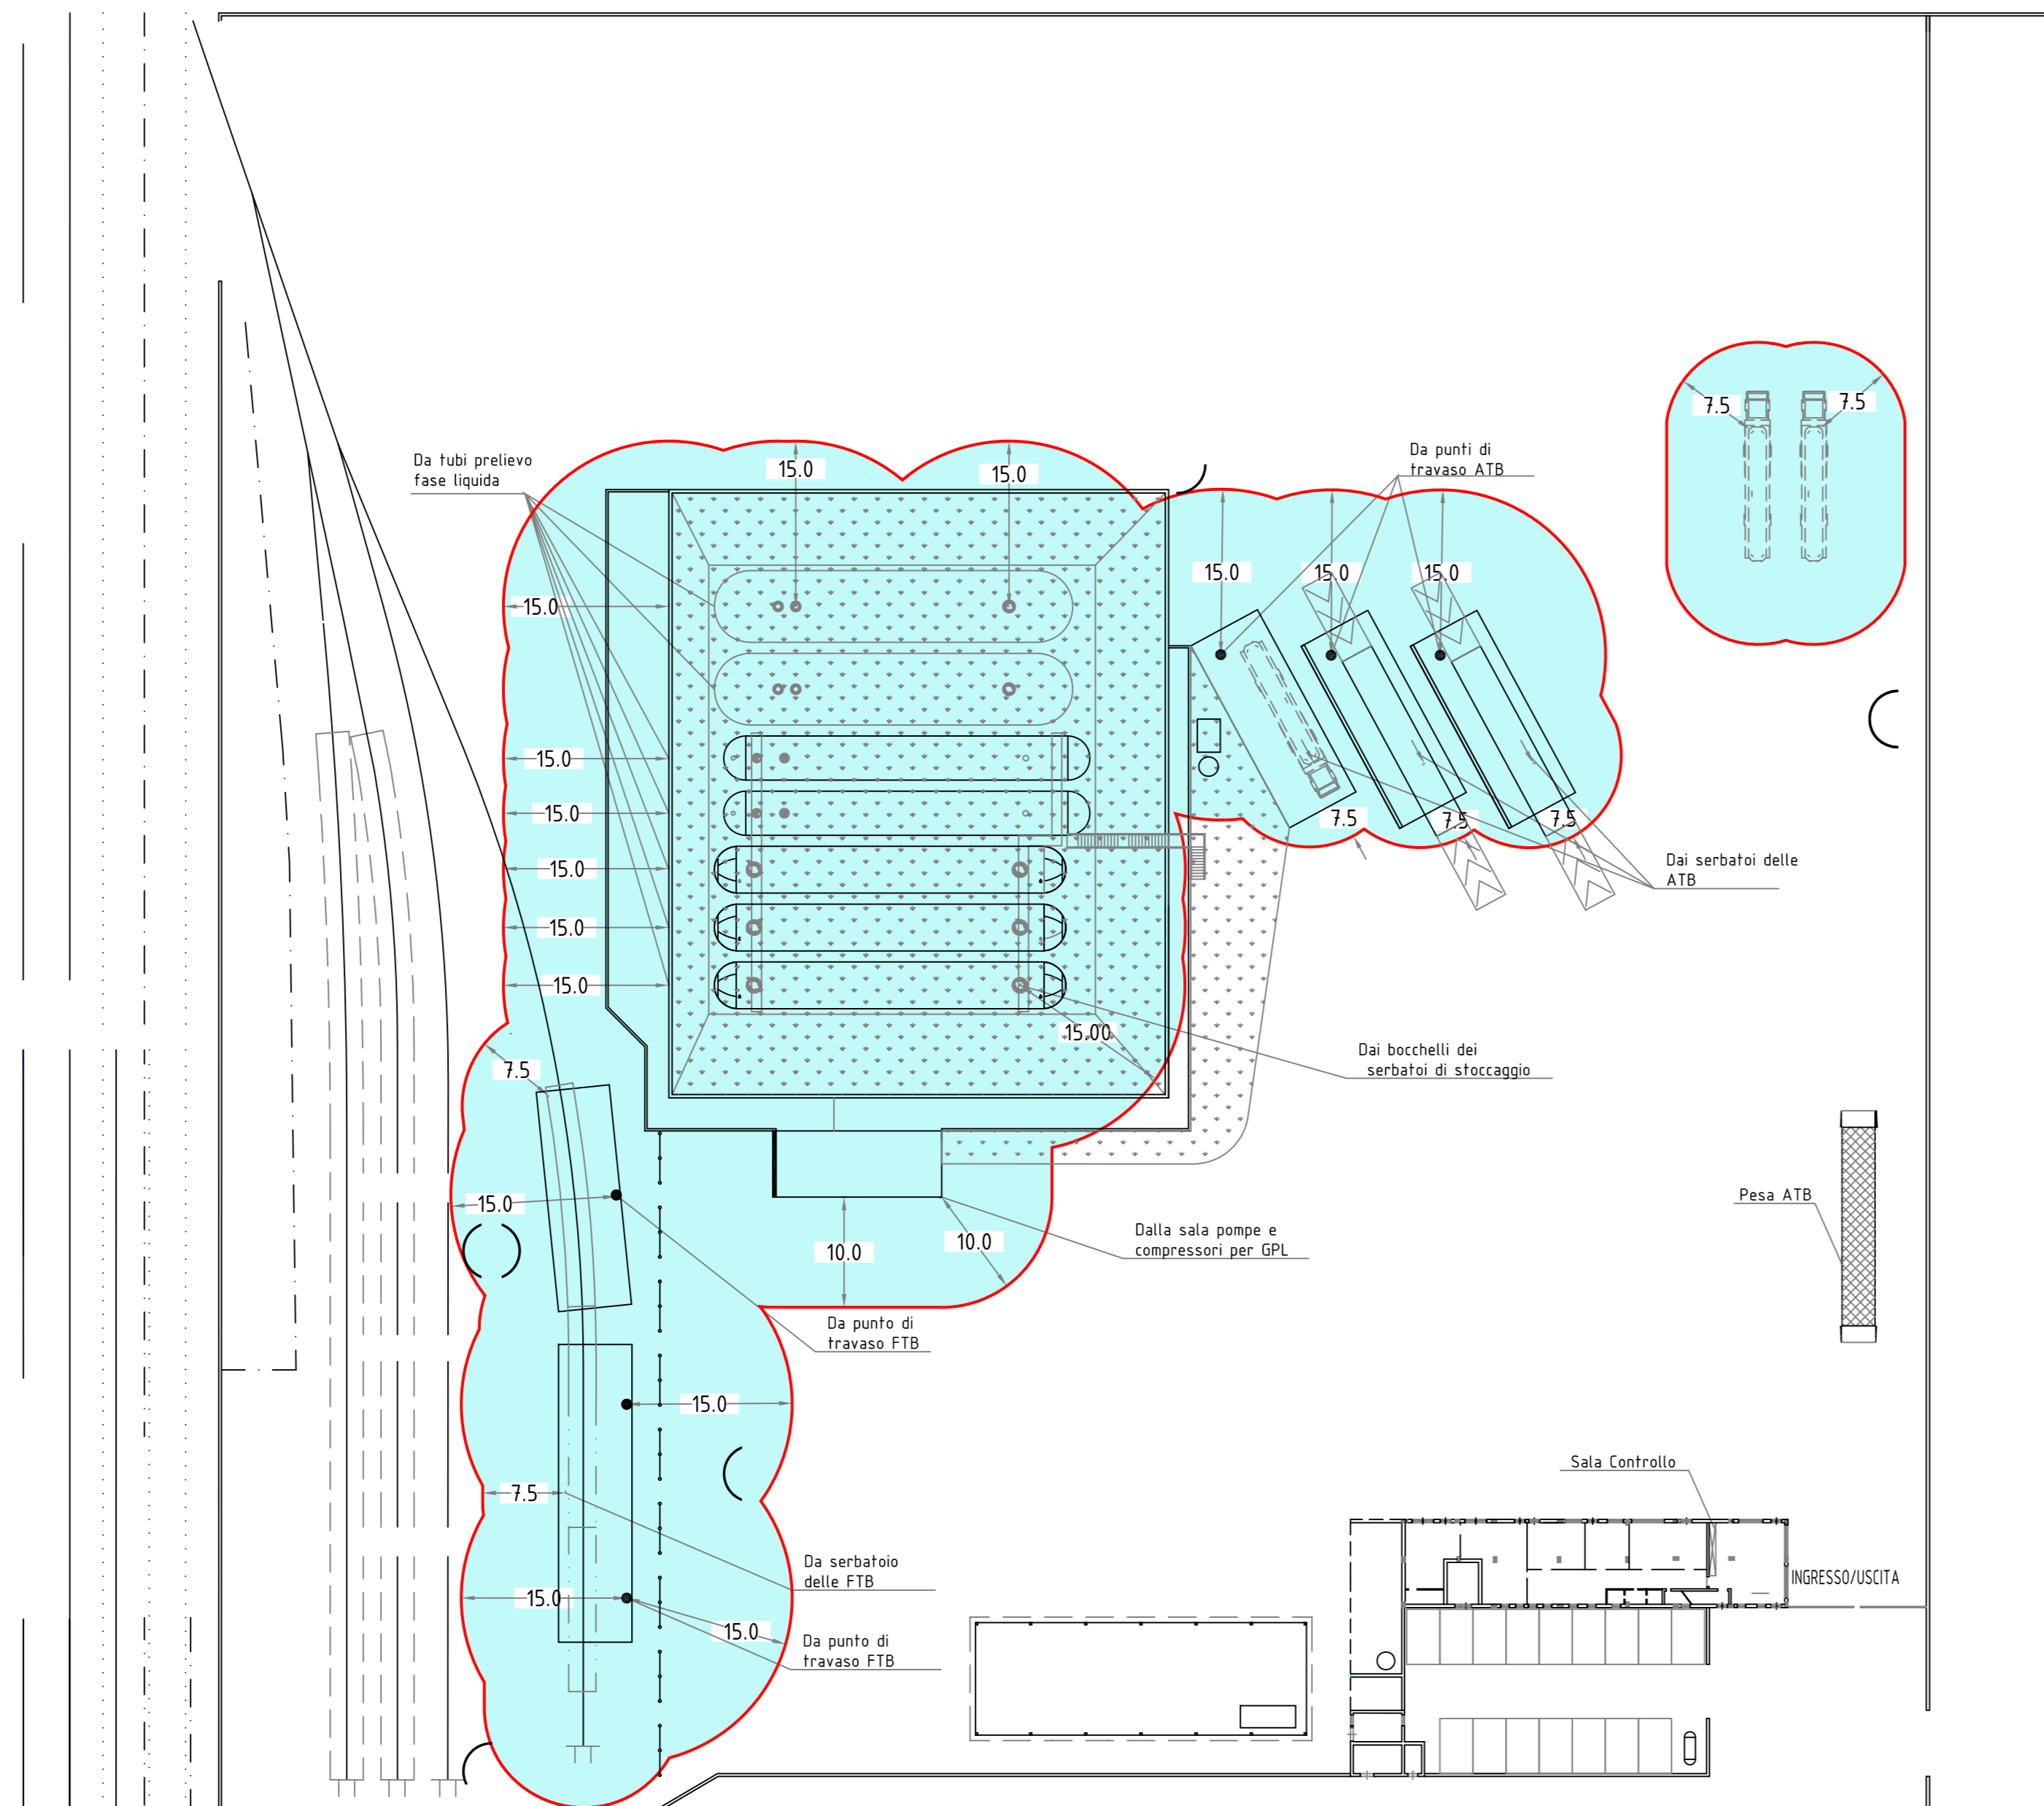 7.5
7.5
Da punti di
travaso ATB
Da tubi prelievo
fase liquida
15.0
15.0
15.0
15.0
15.0
15.0
15.0
15.0
15.0
15.0
7.5
7.5
7.5
Dai serbatoi delle
ATB
15.0
15.0
15.0
15.00
Dai bocchelli dei
serbatoi di stoccaggio
7.5
15.0
Pesa ATB
Dalla sala pompe e
compressori per GPL
10.0
10.0
Da punto di
travaso FTB
15.0
Sala Controllo
7.5
Da serbatoio
delle FTB
INGRESSO/USCITA
15.0
15.0
Da punto di
travaso FTB